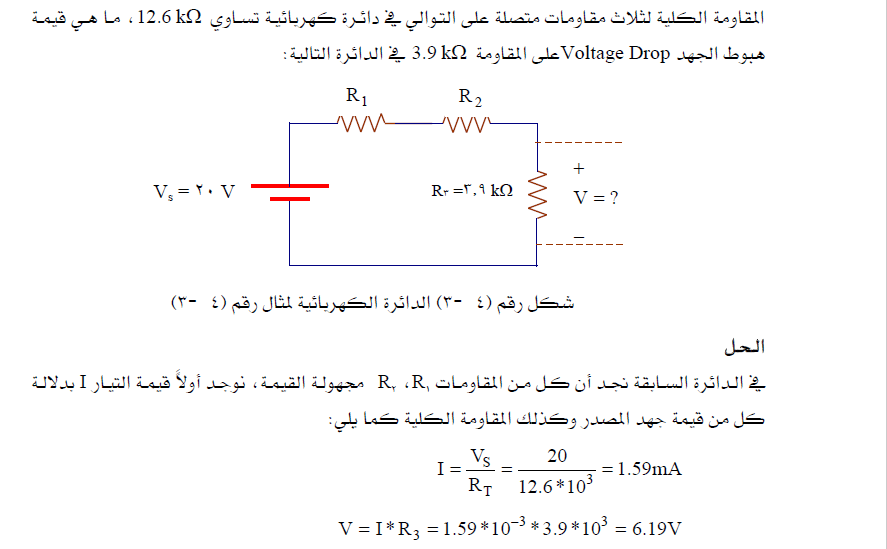 المقاومة الكلية لثلاث مقاومات متصلة على التوالي في دائرة كهربائية تساوي 12.6 kΩ ، ما هي قيمة
هبوط الجهد Voltage Drop على المقاومة 3.9 kΩ في الدائرة التالية:
R1 R2
+
Vs = ٢٠ V
R٣ =٣,٩ kΩ
V = ?
−
شكل رقم (٤ -٣) الدائرة الكهربائية لمثال رقم (٤ -٣)
الحل
في الدائرة السابقة نجد أن كل من المقاومات R١، R٢ مجهولة القيمة، نوجد أولاً قيمة التيار I بدلالة
كل من قيمة جهد المصدر وكذلك المقاومة الكلية كما يلي:
I = VS / RT = 20 / 12.6*10³ = 1.59mA
V = I*R3 = 1.59*10⁻³ *3.9*10³ = 6.19V